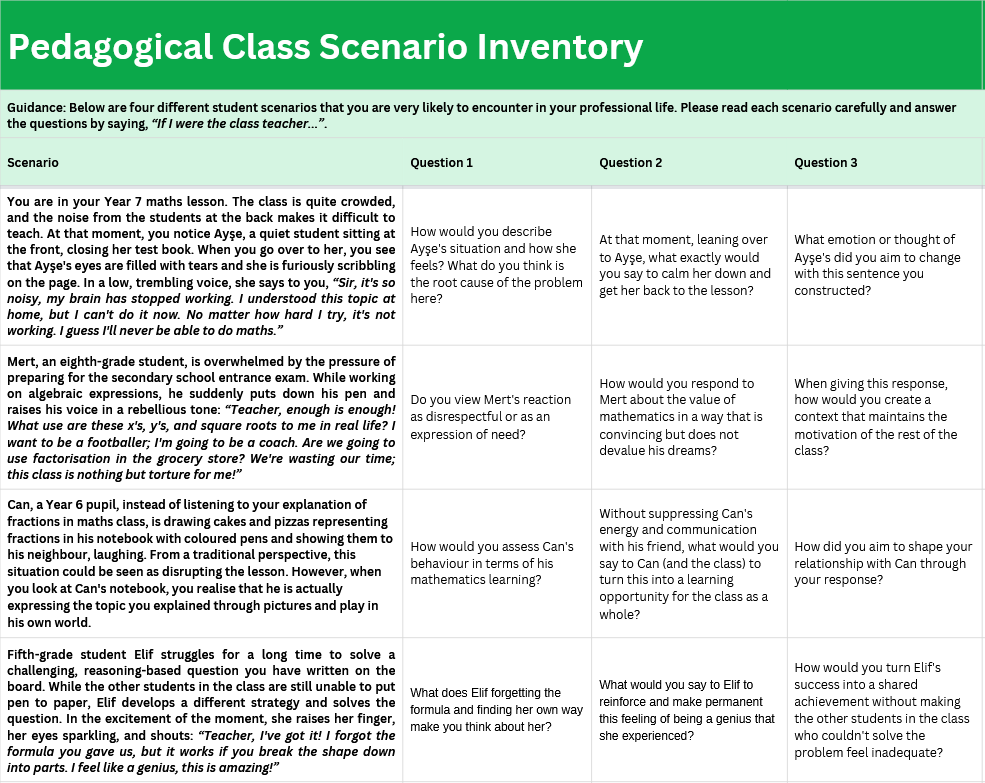 Pedagogical Class Scenario Inventory
Guidance: Below are four different student scenarios that you are very likely to encounter in your professional life. Please read each scenario carefully and answer
the questions by saying, “If I were the class teacher...”.
Scenario
Question 1
Question 2
Question 3
You are in your Year 7 maths lesson. The class is quite crowded,
and the noise from the students at the back makes it difficult to
teach. At that moment, you notice Ayşe, a quiet student sitting at
the front, closing her test book. When you go over to her, you see
that Ayşe's eyes are filled with tears and she is furiously scribbling
on the page. In a low, trembling voice, she says to you, “Sir, it's so
noisy, my brain has stopped working. I understood this topic at
home, but I can't do it now. No matter how hard I try, it's not
working. I guess I'll never be able to do maths.”
How would you describe
Ayşe's situation and how she
feels? What do you think is
the root cause of the problem
here?
At that moment, leaning over
to Ayşe, what exactly would
you say to calm her down and
get her back to the lesson?
What emotion or thought of
Ayşe's did you aim to change
with this sentence you
constructed?
Mert, an eighth-grade student, is overwhelmed by the pressure of
preparing for the secondary school entrance exam. While working
on algebraic expressions, he suddenly puts down his pen and
raises his voice in a rebellious tone: “Teacher, enough is enough!
What use are these x's, y's, and square roots to me in real life? I
want to be a footballer; I'm going to be a coach. Are we going to
use factorisation in the grocery store? We're wasting our time;
this class is nothing but torture for me!”
Do you view Mert's reaction
as disrespectful or as an
expression of need?
How would you respond to
Mert about the value of
mathematics in a way that is
convincing but does not
devalue his dreams?
When giving this response,
how would you create a
context that maintains the
motivation of the rest of the
class?
Can, a Year 6 pupil, instead of listening to your explanation of
fractions in maths class, is drawing cakes and pizzas representing
fractions in his notebook with coloured pens and showing them to
his neighbour, laughing. From a traditional perspective, this
situation could be seen as disrupting the lesson. However, when
you look at Can's notebook, you realise that he is actually
expressing the topic you explained through pictures and play in
his own world.
How would you assess Can's
behaviour in terms of his
mathematics learning?
Without suppressing Can's
energy and communication
with his friend, what would you
say to Can (and the class) to
turn this into a learning
opportunity for the class as a
whole?
How did you aim to shape your
relationship with Can through
your response?
Fifth-grade student Elif struggles for a long time to solve a
challenging, reasoning-based question you have written on the
board. While the other students in the class are still unable to put
pen to paper, Elif develops a different strategy and solves the
question. In the excitement of the moment, she raises her finger,
her eyes sparkling, and shouts: “Teacher, I've got it! I forgot the
formula you gave us, but it works if you break the shape down
into parts. I feel like a genius, this is amazing!”
What does Elif forgetting the
formula and finding her own way
make you think about her?
What would you say to Elif to
reinforce and make permanent
this feeling of being a genius that
she experienced?
How would you turn Elif's
success into a shared
achievement without making
the other students in the class
who couldn't solve the
problem feel inadequate?